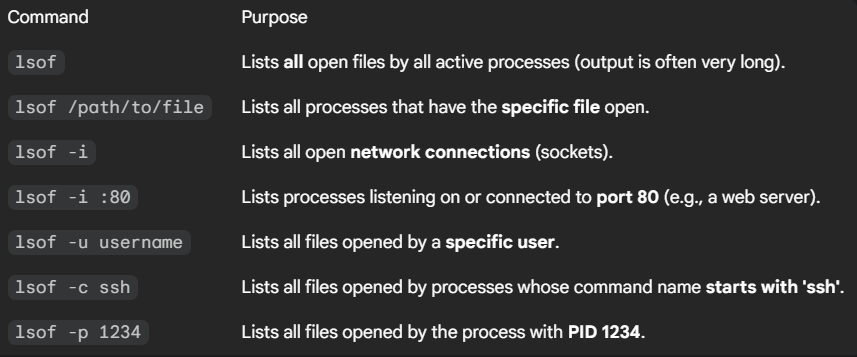 Command Purpose
lsof Lists all open files by all active processes (output is often very long).
lsof /path/to/file Lists all processes that have the specific file open.
lsof -i Lists all open network connections (sockets).
lsof -i :80 Lists processes listening on or connected to port 80 (e.g., a web server).
lsof -u username Lists all files opened by a specific user.
lsof -c ssh Lists all files opened by processes whose command name starts with 'ssh'.
lsof -p 1234 Lists all files opened by the process with PID 1234.